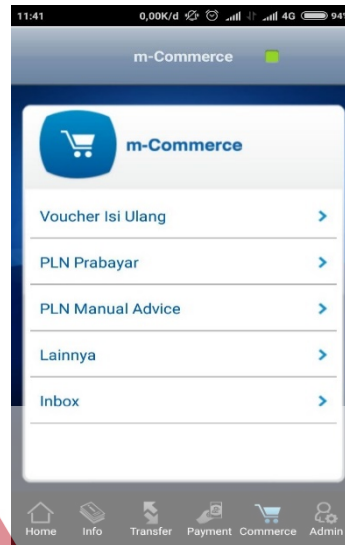 11:41 0,00K/d 4G 94%
m-Commerce
m-Commerce
Voucher Isi Ulang
PLN Prabayar
PLN Manual Advice
Lainnya
Inbox
Home Info Transfer Payment Commerce Admin